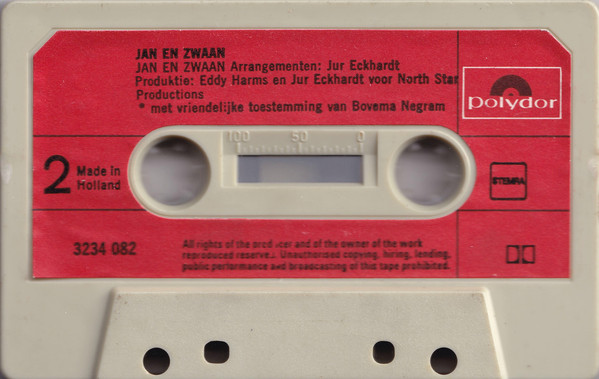 JAN EN ZWAAN
JAN EN ZWAAN Arrangementen: Jur Eckhardt
Produktie: Eddy Harms en Jur Eckhardt voor North Star
Productions
* met vriendelijke toestemming van Bovema Negram
polydor
100 50 0
2
Made in
Holland
STEMRA
3234 082
All rights of the producer and of the owner of the work
reproduced reserved. Unauthorised copying, hiring, lending,
public performance and broadcasting of this tape prohibited.